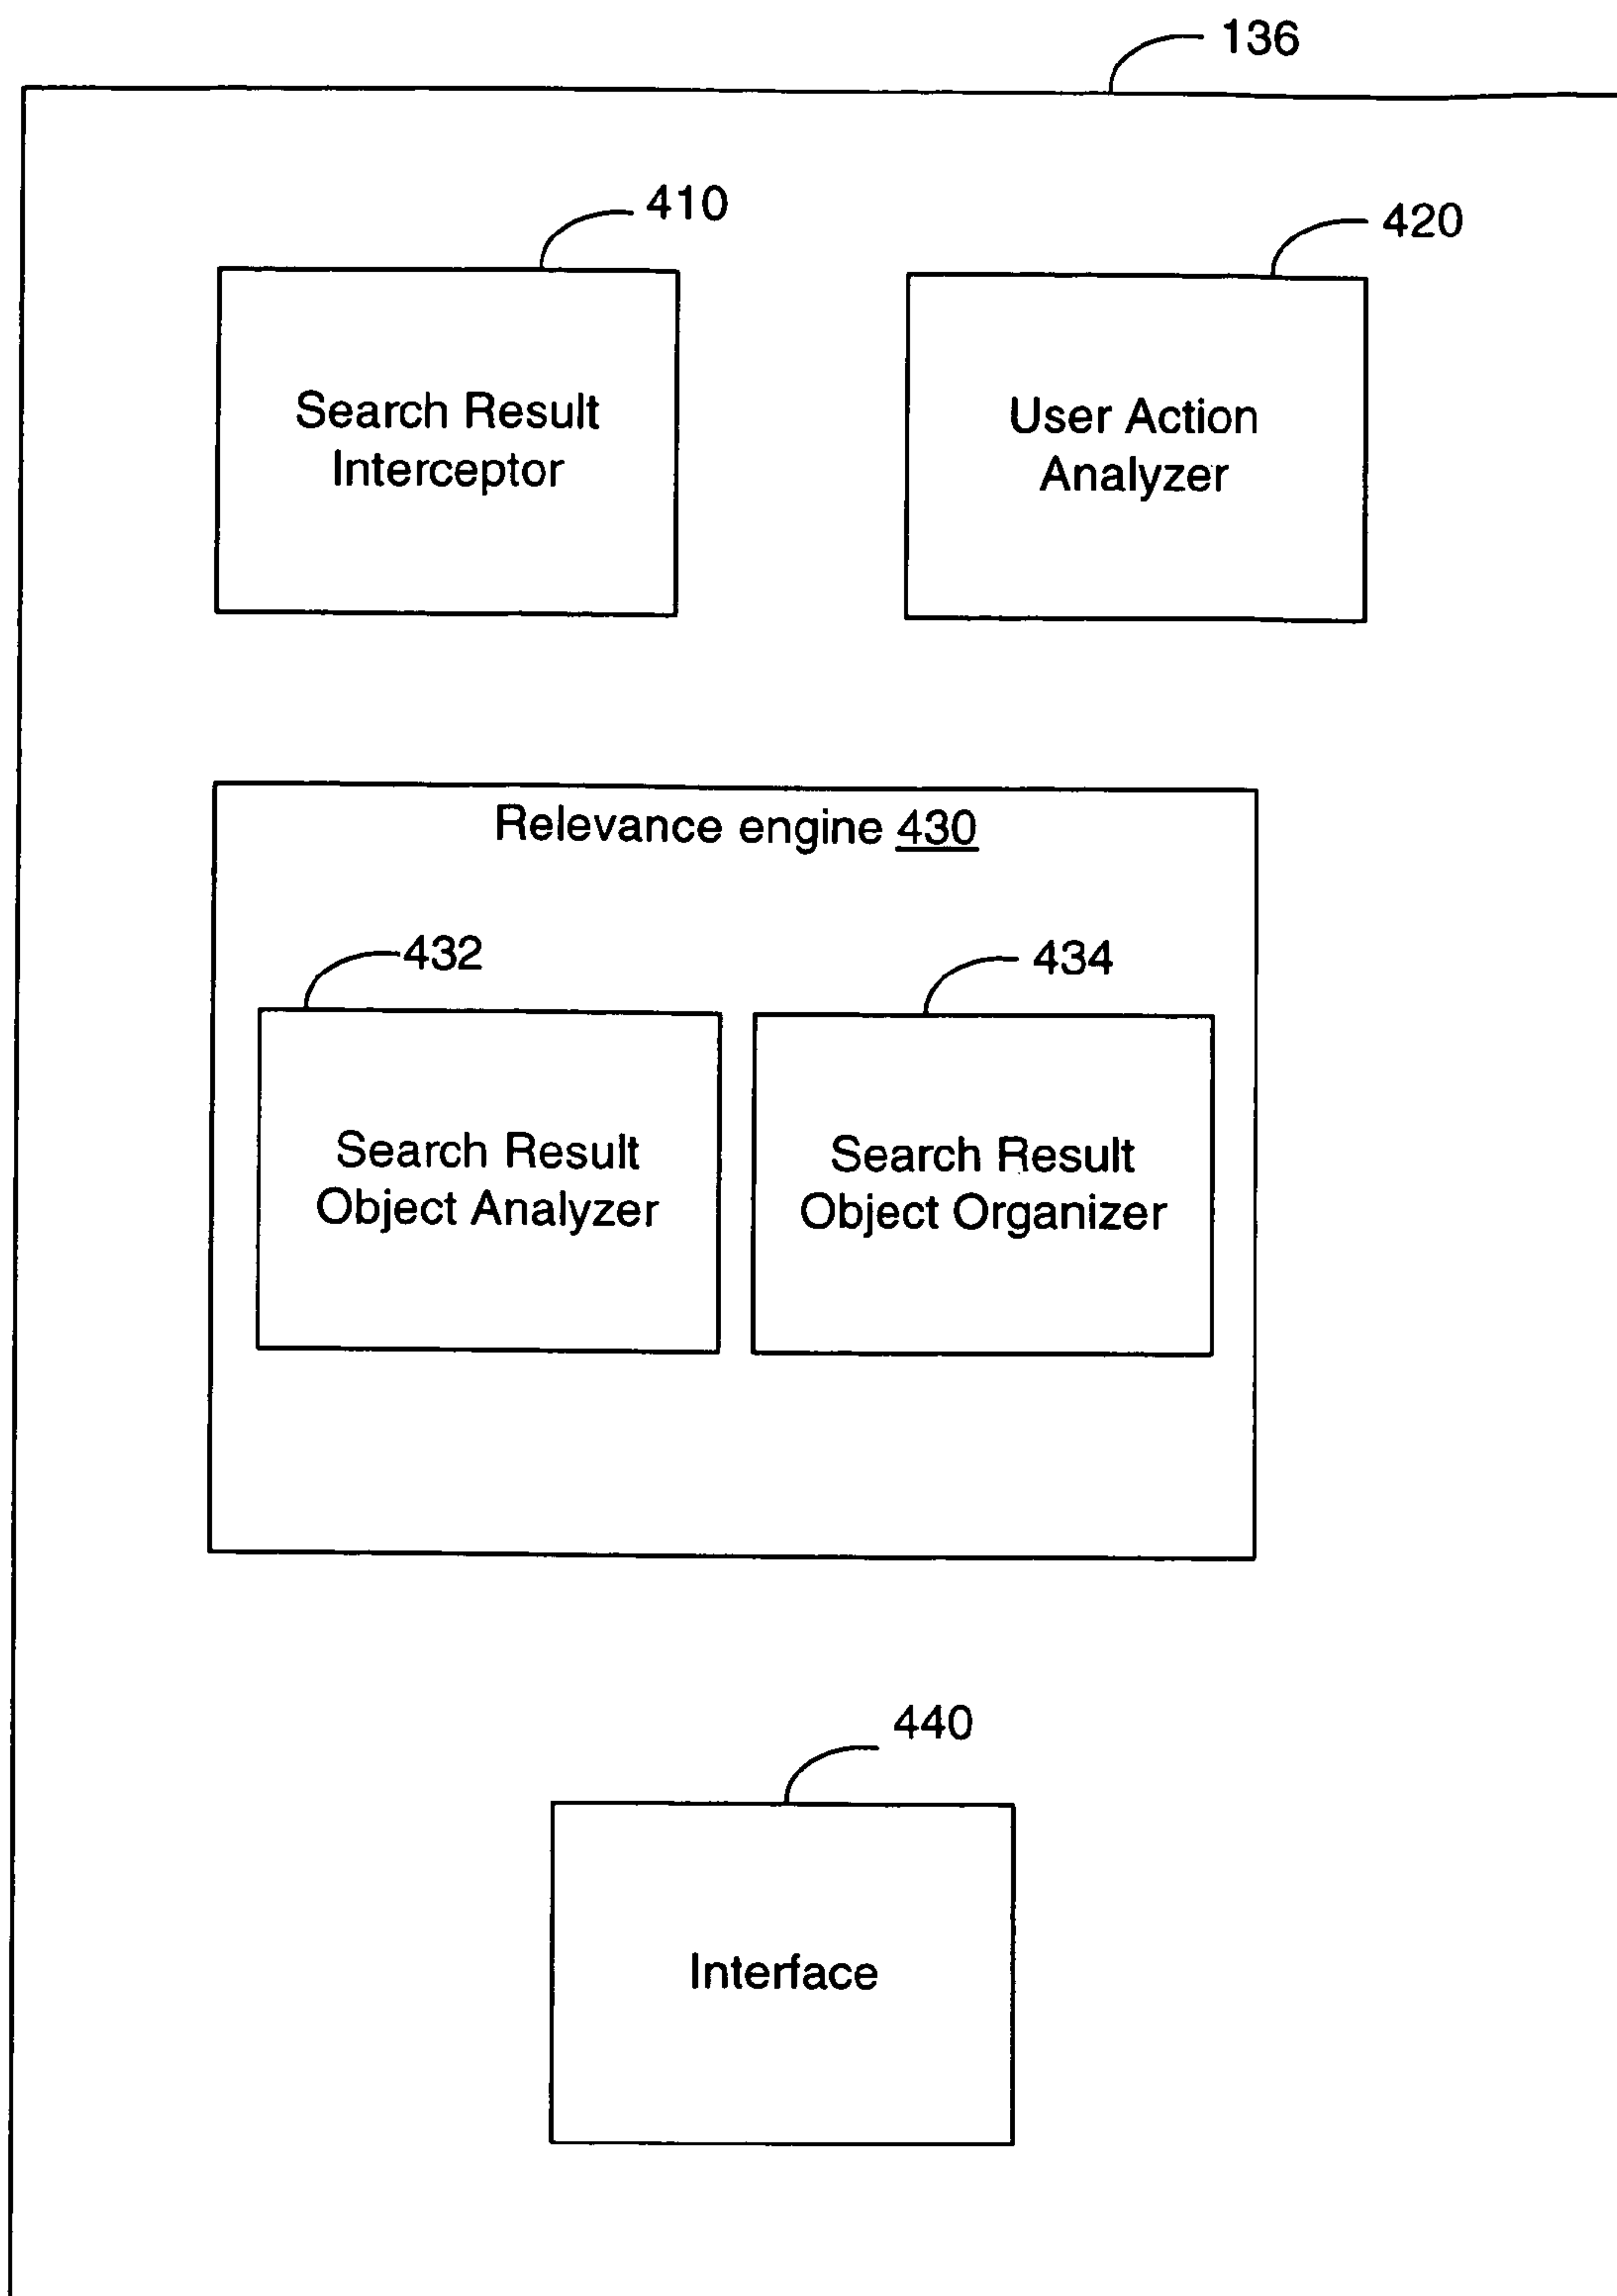 136
410
420
Search Result
Interceptor
User Action
Analyzer
Relevance engine 430
432
434
Search Result
Object Analyzer
Search Result
Object Organizer
440
Interface